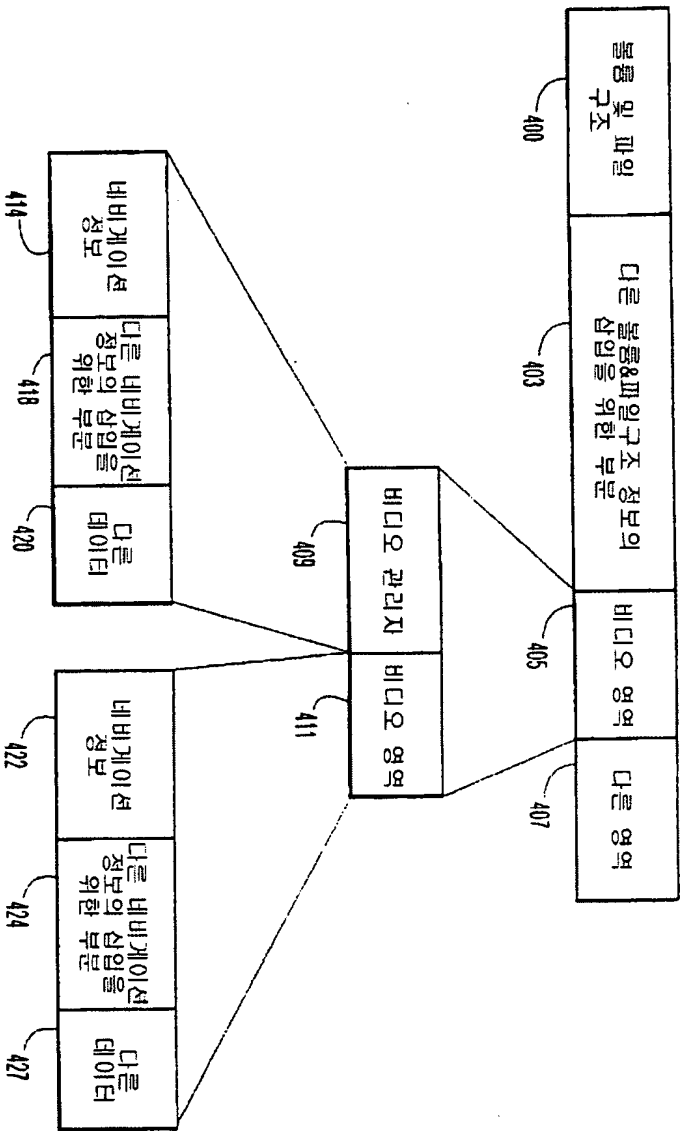 볼륨 및 파일
구조
400
다른 볼륨&파일구조 정보의
삽입을 위한 부분
403
비디오 영역
405
다른 영역
407
비디오 관리자
409
비디오 영역
411
네비게이션
정보
414
다른 네비게이션
정보의 삽입을
위한 부분
418
다른
데이터
420
네비게이션
정보
422
다른 네비게이션
정보의 삽입을
위한 부분
424
다른
데이터
427